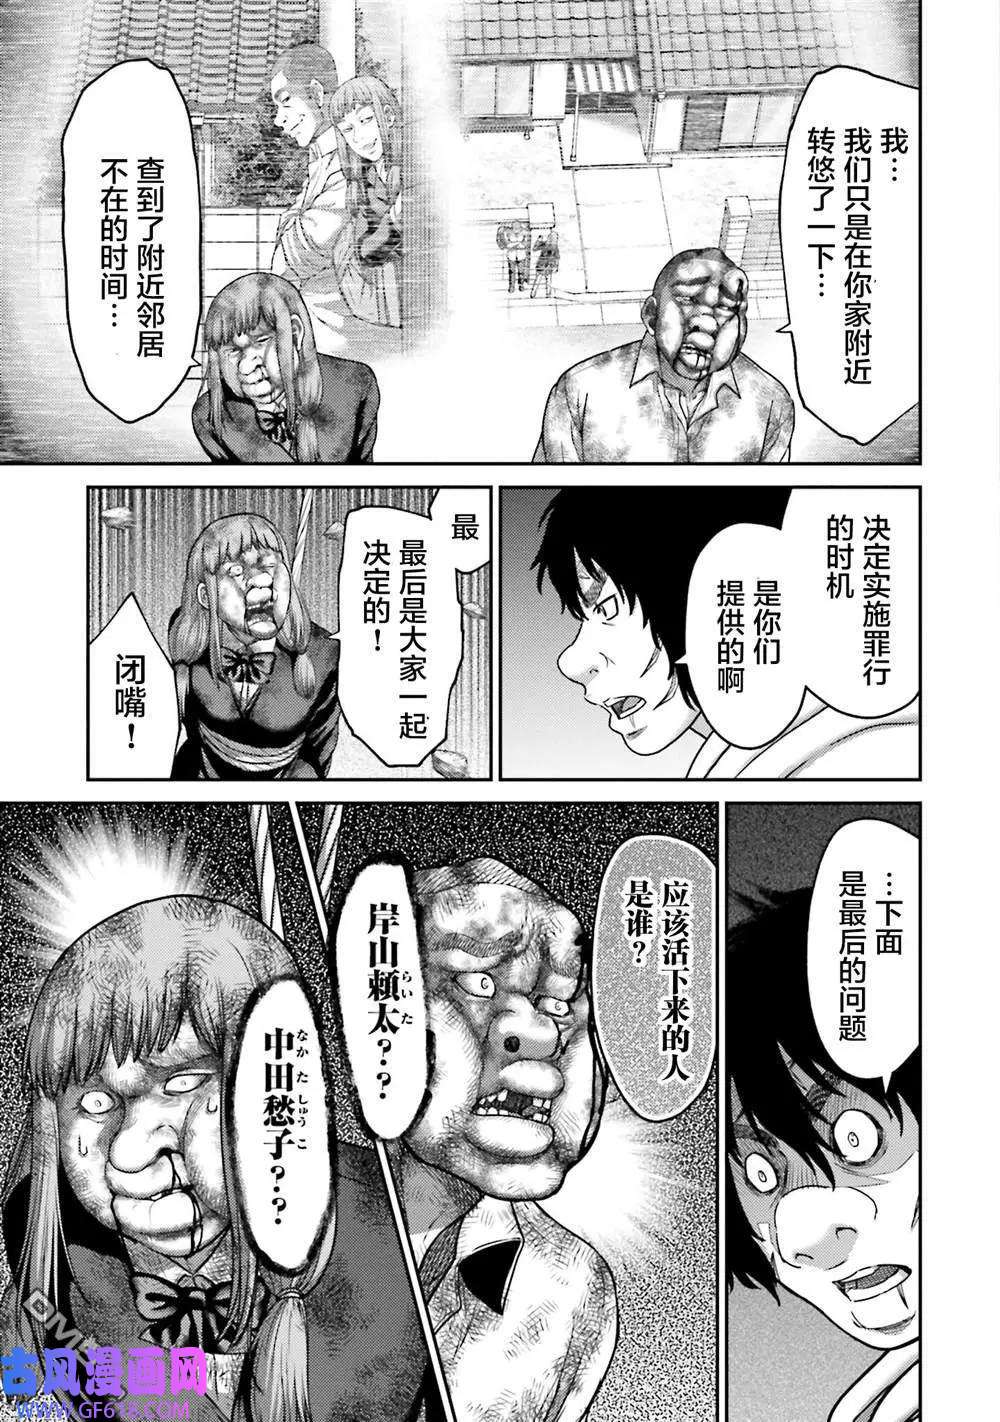 我…
我们只是在你家附近
转悠了一下…
查到了附近邻居
不在的时间…
决定实施罪行
的时机
是你们
提供的啊
最
最后是大家一起
决定的！
闭嘴！
…下面
是最后的问题
应该活下来的人
是谁？
岸山頼太？？
らいた
中田愁子？？
なかたしゅうこ
古风漫画网
WWW.GF618.COM